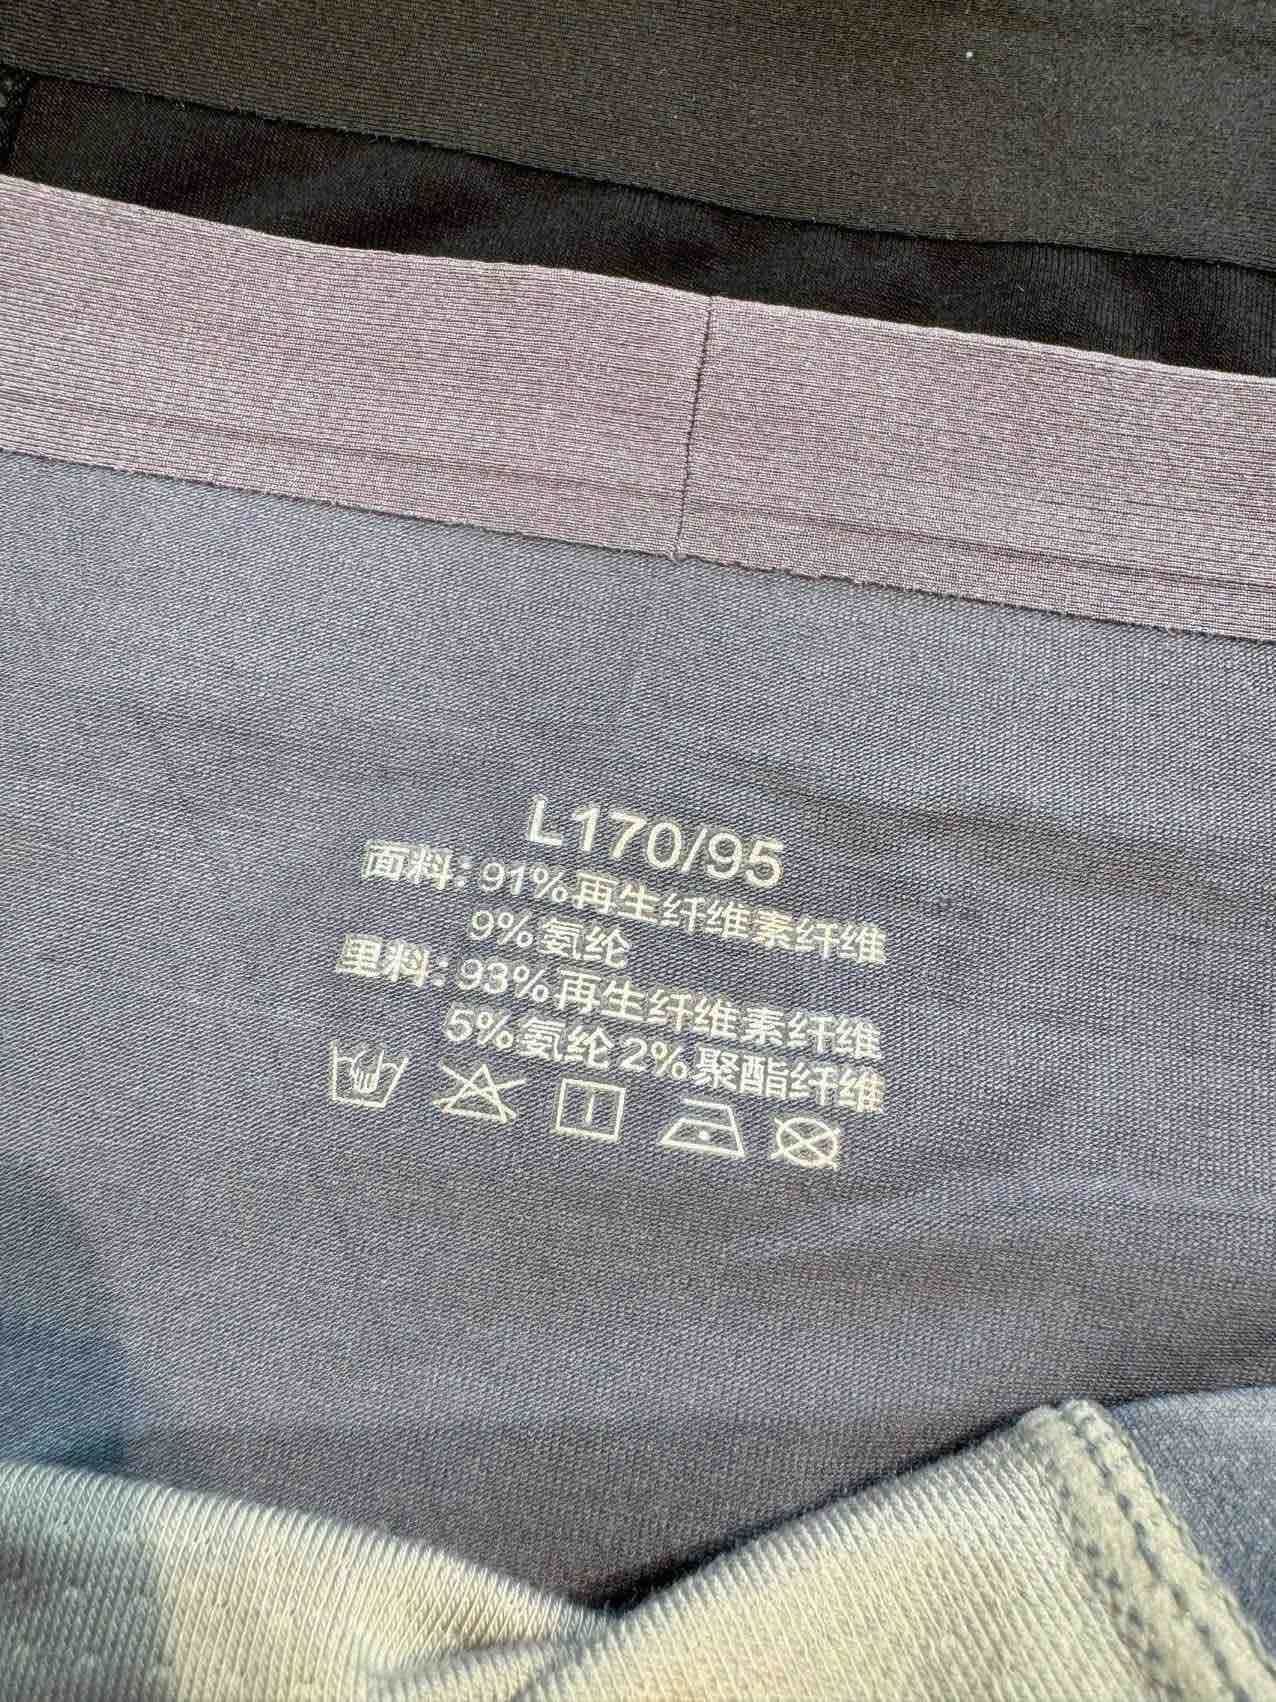 L170/95
面料:91%再生纤维素纤维
9%氨纶
里料:93%再生纤维素纤维
5%氨纶2%聚酯纤维